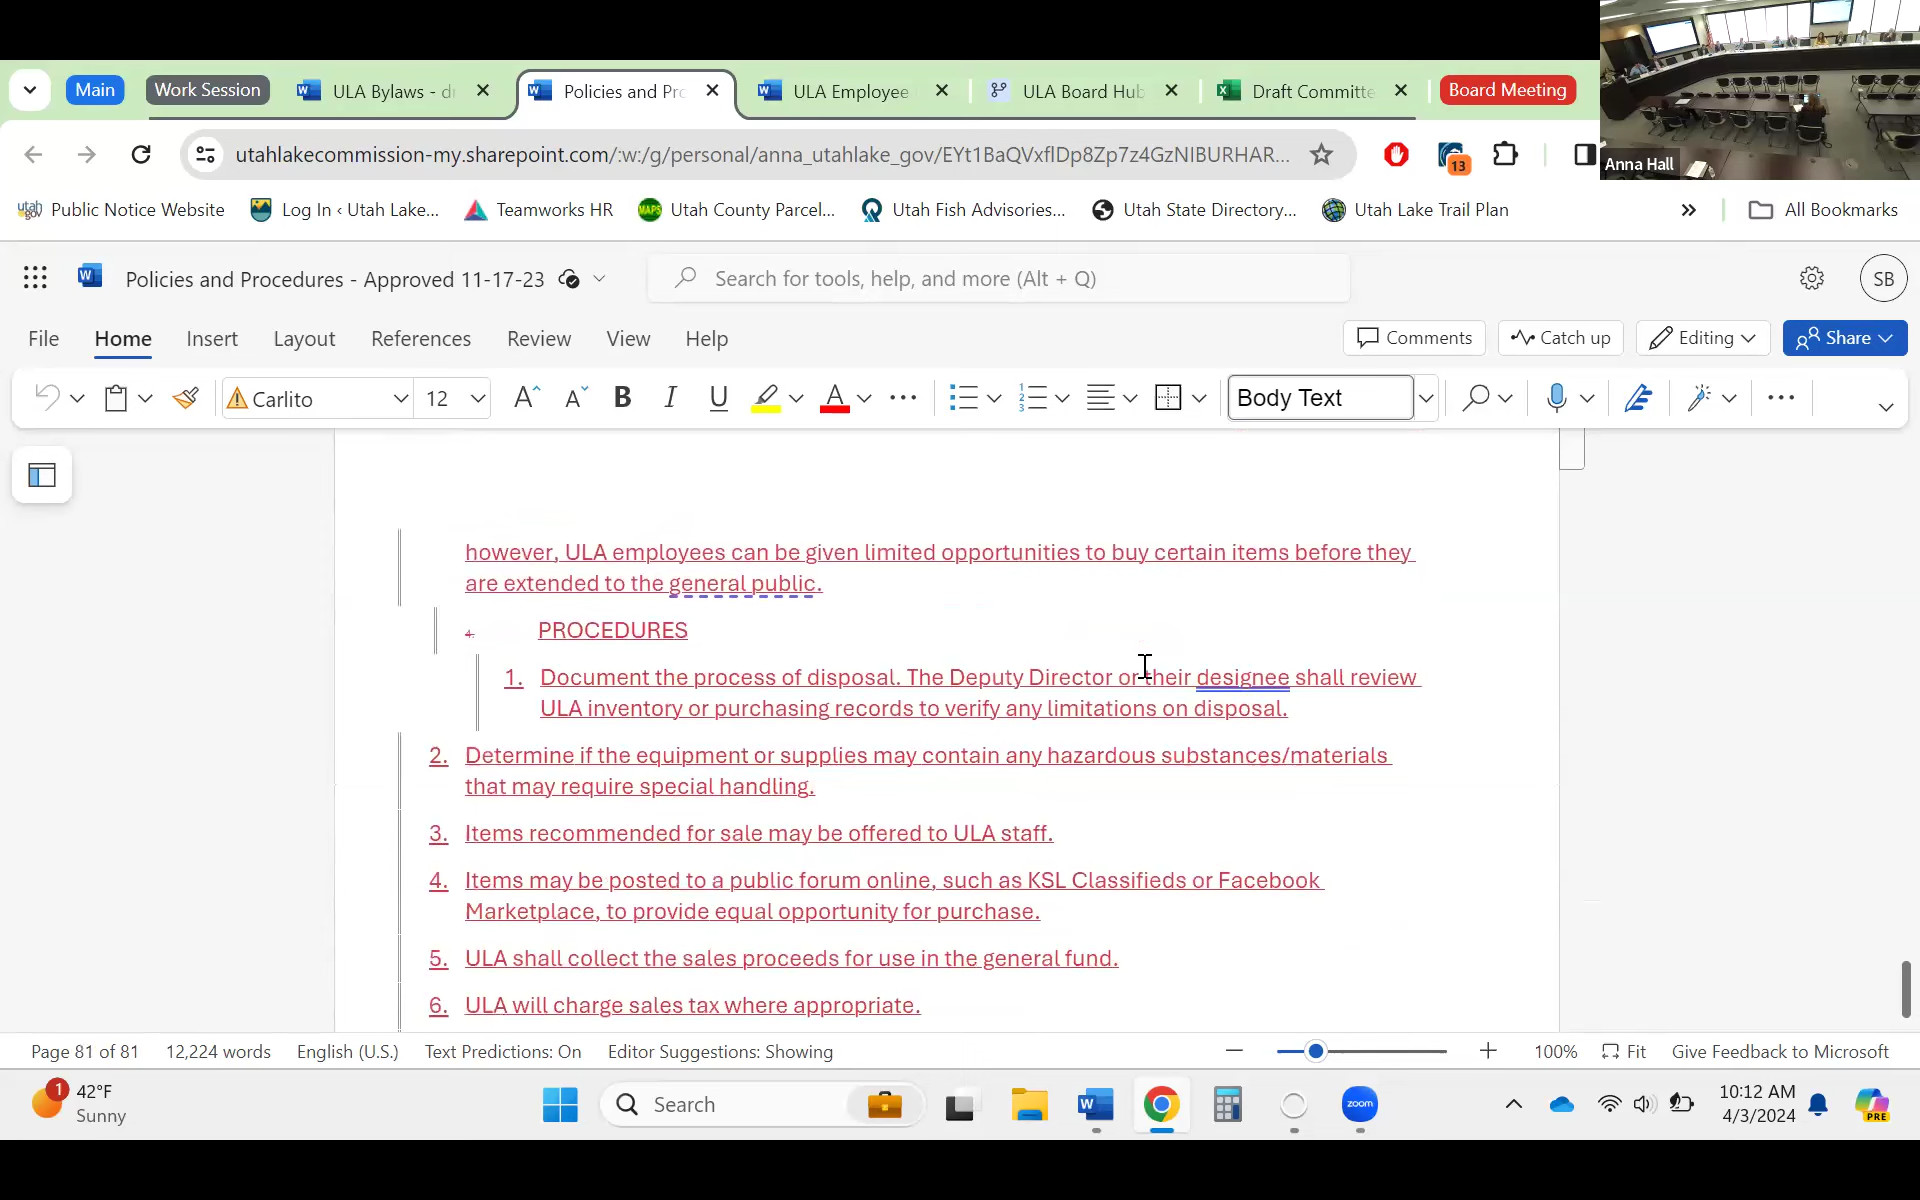 Main
Work Session
ULA Bylaws - dr
Policies and Pro
ULA Employee
ULA Board Hub
Draft Committe
Board Meeting
utahlakecommission-my.sharepoint.com/:w:/g/personal/anna_utahlake_gov/EYt1BaQVxflDp8Zp7z4GzNIBURHAR...
13
Anna Hall
Public Notice Website
Log In ‹ Utah Lake...
Teamworks HR
MAPS
Utah County Parcel...
Utah Fish Advisories...
Utah State Directory...
Utah Lake Trail Plan
All Bookmarks
Policies and Procedures - Approved 11-17-23
Search for tools, help, and more (Alt + Q)
SB
File Home Insert Layout References Review View Help
Comments
Catch up
Editing
Share
Carlito
12
Body Text
however, ULA employees can be given limited opportunities to buy certain items before they
are extended to the general public.
4. PROCEDURES
1. Document the process of disposal. The Deputy Director or their designee shall review
ULA inventory or purchasing records to verify any limitations on disposal.
2. Determine if the equipment or supplies may contain any hazardous substances/materials
that may require special handling.
3. Items recommended for sale may be offered to ULA staff.
4. Items may be posted to a public forum online, such as KSL Classifieds or Facebook
Marketplace, to provide equal opportunity for purchase.
5. ULA shall collect the sales proceeds for use in the general fund.
6. ULA will charge sales tax where appropriate.
Page 81 of 81 12,224 words English (U.S.) Text Predictions: On Editor Suggestions: Showing
100% Fit Give Feedback to Microsoft
1
42°F
Sunny
Search
zoom
10:12 AM
4/3/2024
PRE